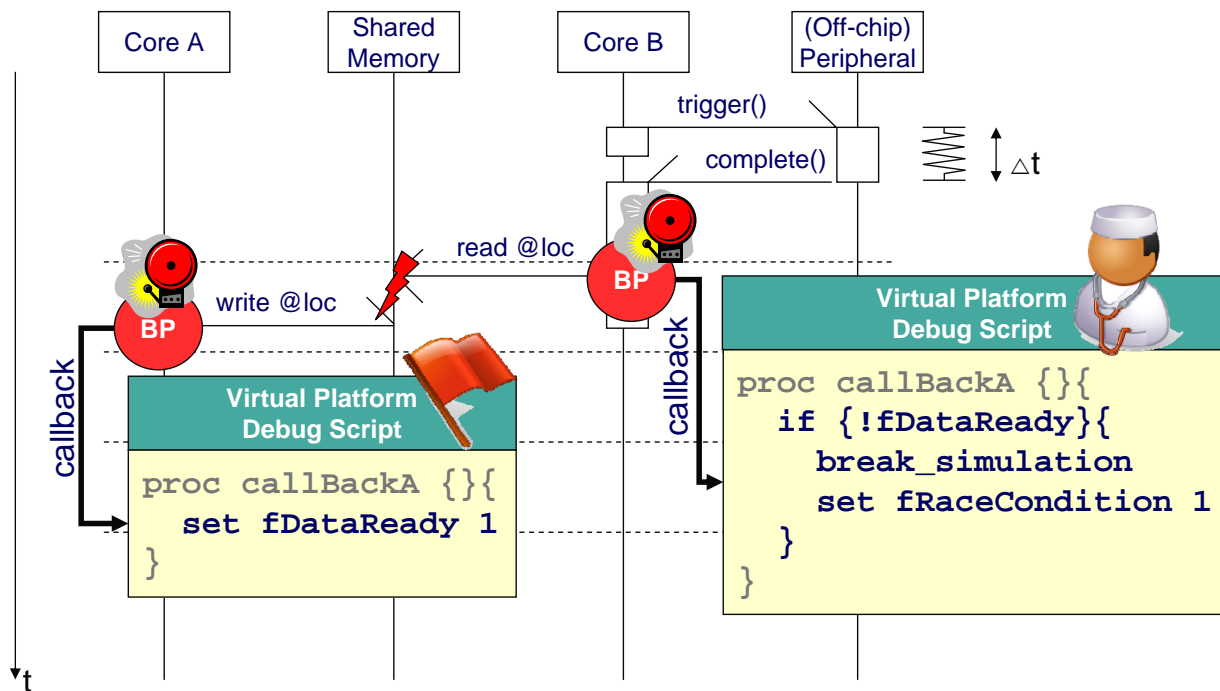 Core A
Shared
Memory
Core B
(Off-chip)
Peripheral
trigger()
complete()
△t
read @loc
BP
write @loc
BP
callback
callback
Virtual Platform
Debug Script
proc callBackA {}{
if {!fDataReady}{
break_simulation
set fRaceCondition 1
}
}
Virtual Platform
Debug Script
proc callBackA {}{
set fDataReady 1
}
t